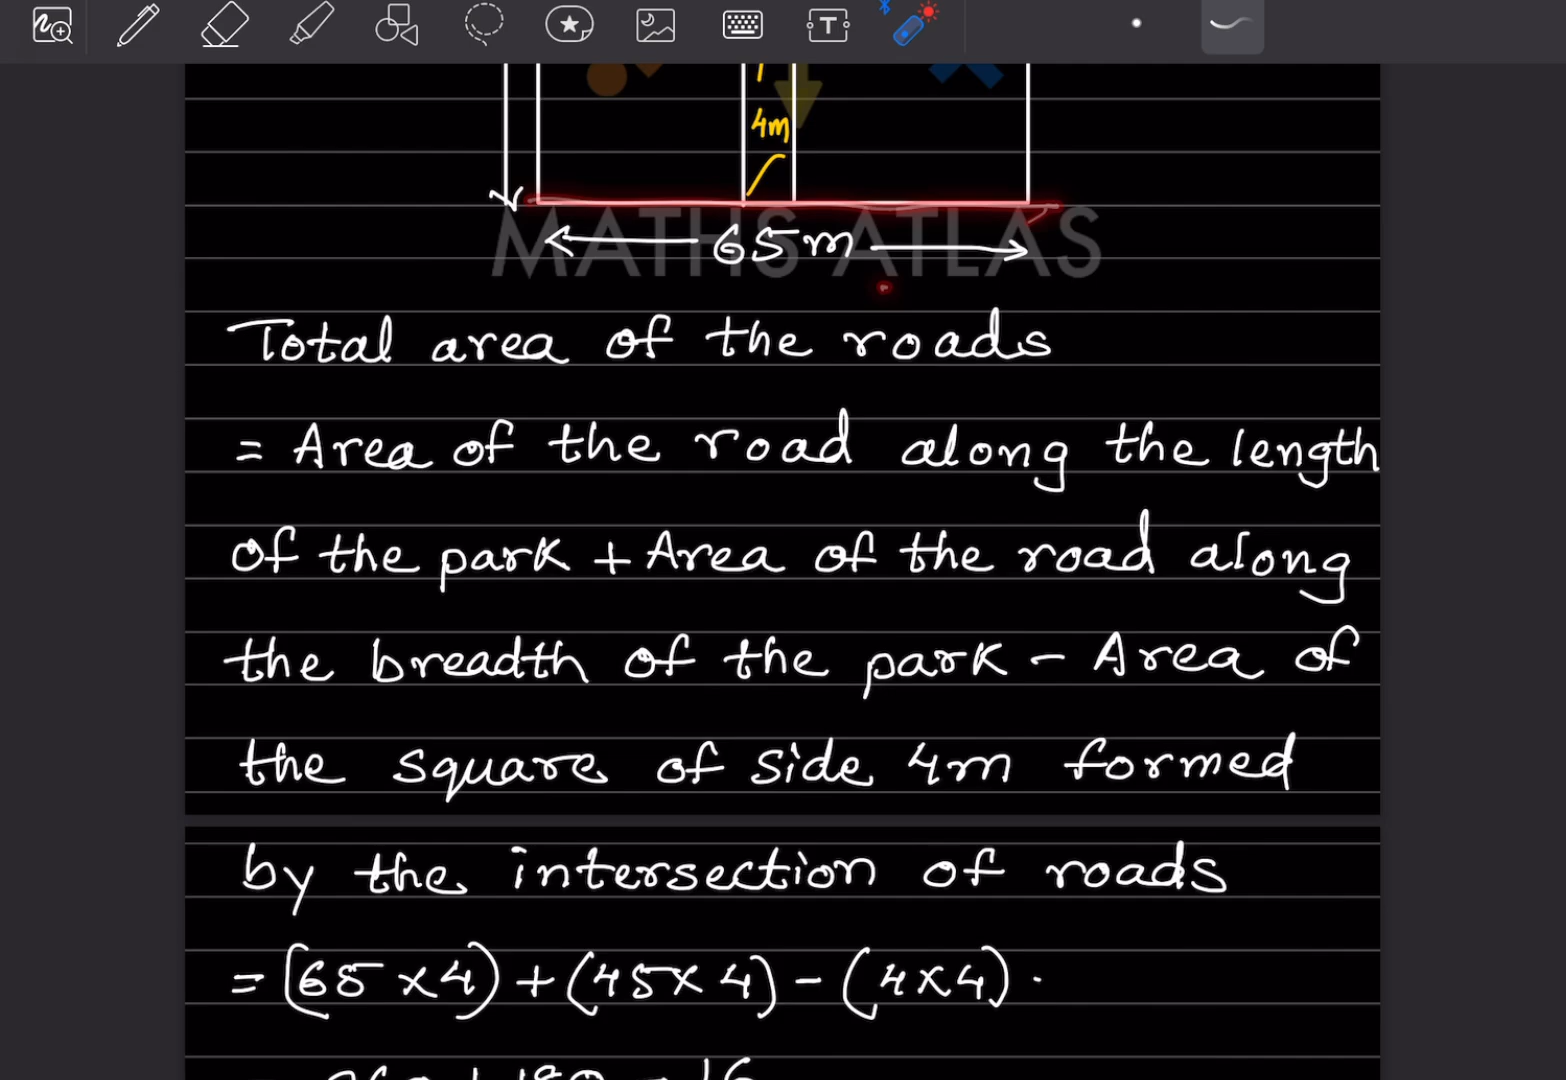 4m
MATHS ATLAS
65m
Total area of the roads
= Area of the road along the length
of the park + Area of the road along
the breadth of the park - Area of
the square of side 4m formed
by the intersection of roads
= (65 × 4) + (45 × 4) - (4 × 4)